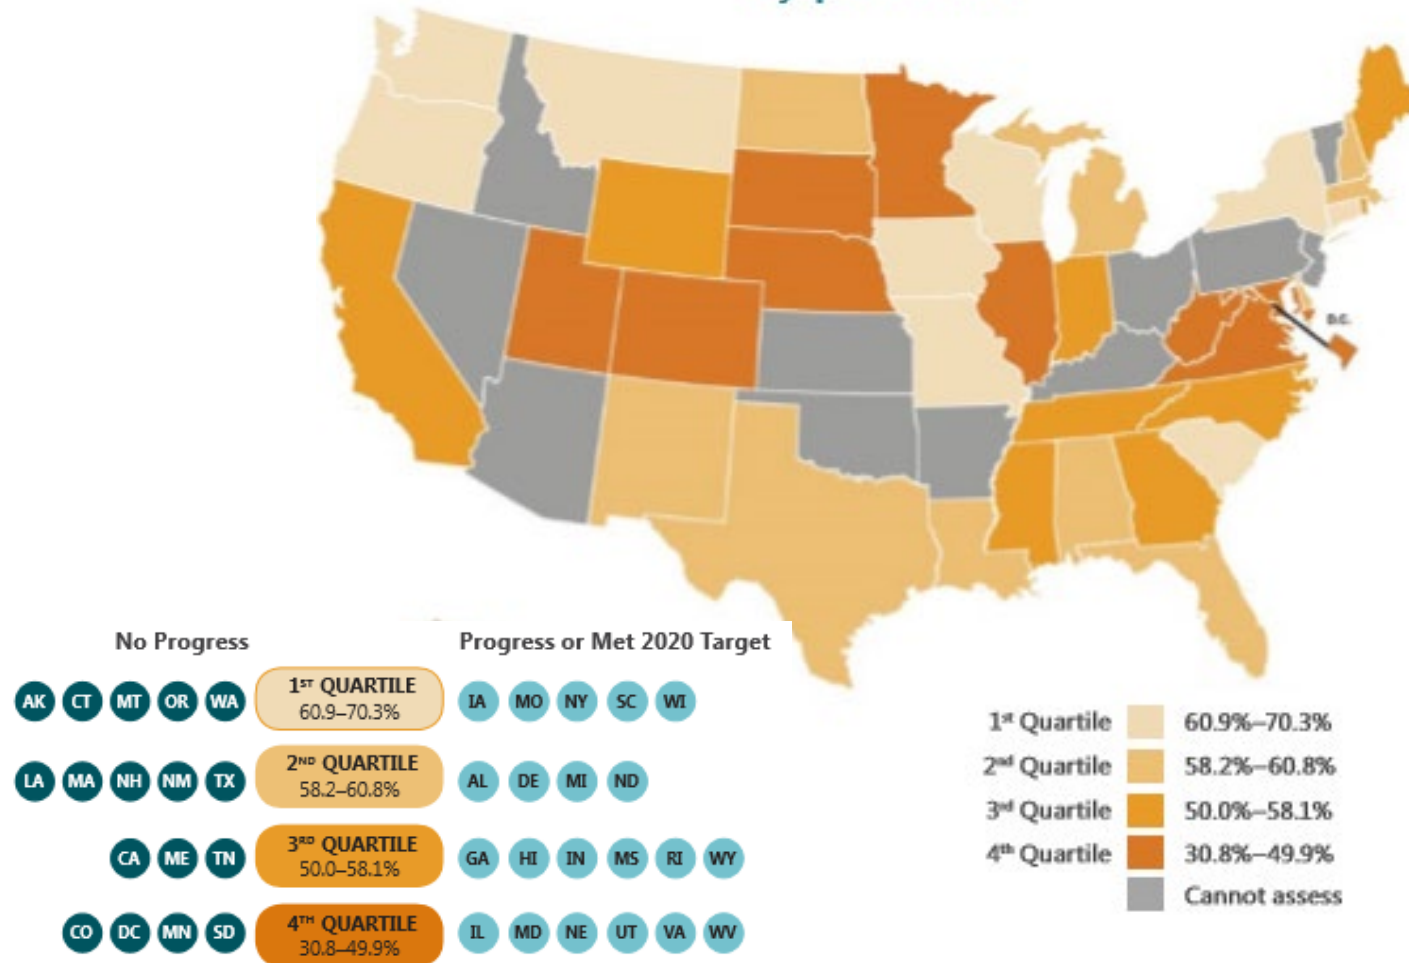 D.C.
No Progress
Progress or Met 2020 Target
AK CT MT OR WA
1ST QUARTILE
60.9–70.3%
IA MO NY SC WI
LA MA NH NM TX
2ND QUARTILE
58.2–60.8%
AL DE MI ND
CA ME TN
3RD QUARTILE
50.0–58.1%
GA HI IN MS RI WY
CO DC MN SD
4TH QUARTILE
30.8–49.9%
IL MD NE UT VA WV
1st Quartile 60.9%–70.3%
2nd Quartile 58.2%–60.8%
3rd Quartile 50.0%–58.1%
4th Quartile 30.8%–49.9%
Cannot assess